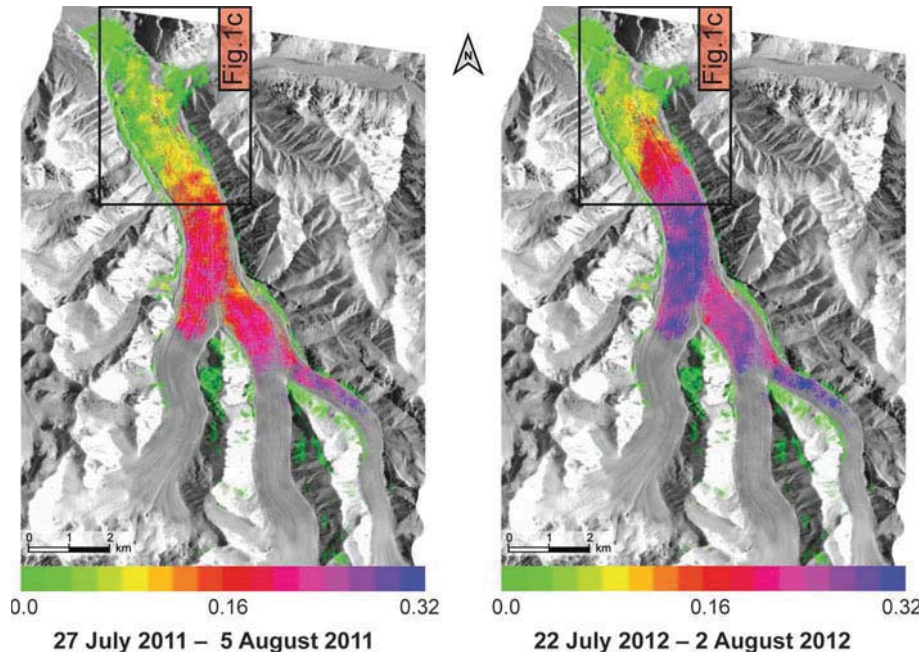 Fig.1c
N
Fig.1c
0 1 2
km
0 1 2
km
0.0 0.16 0.32
0.0 0.16 0.32
27 July 2011 – 5 August 2011
22 July 2012 – 2 August 2012